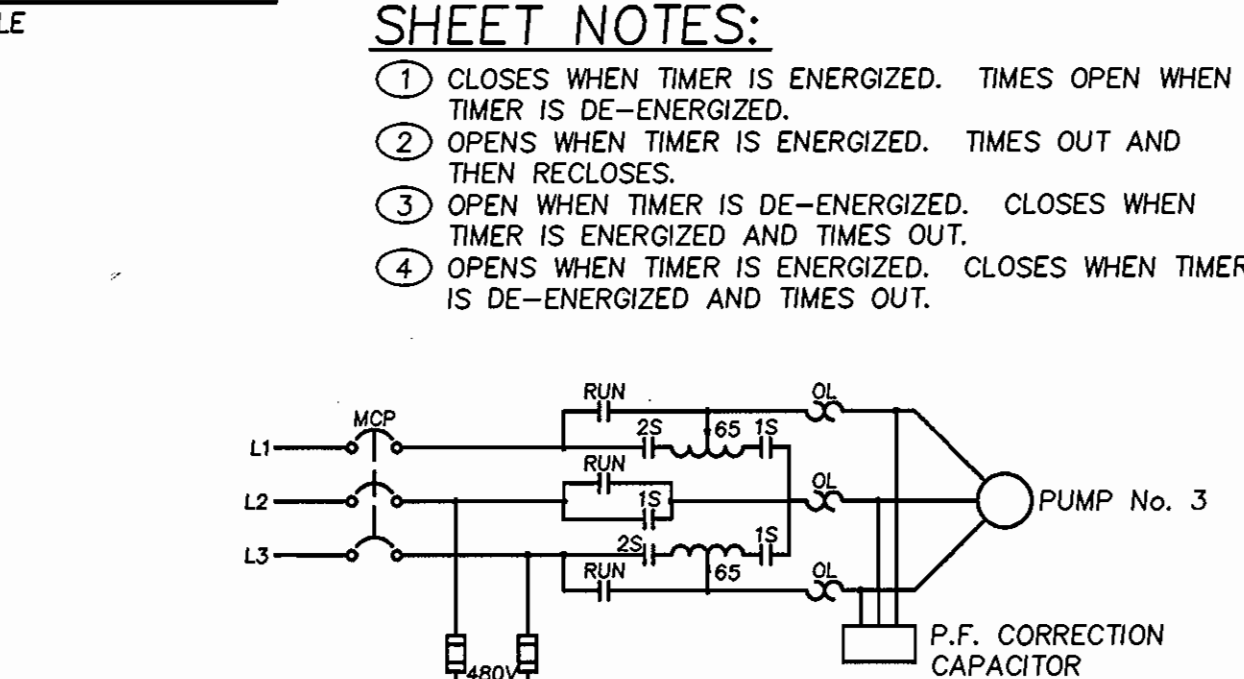 LE
SHEET NOTES:
1 CLOSES WHEN TIMER IS ENERGIZED. TIMES OPEN WHEN
TIMER IS DE-ENERGIZED.
2 OPENS WHEN TIMER IS ENERGIZED. TIMES OUT AND
THEN RECLOSES.
3 OPEN WHEN TIMER IS DE-ENERGIZED. CLOSES WHEN
TIMER IS ENERGIZED AND TIMES OUT.
4 OPENS WHEN TIMER IS ENERGIZED. CLOSES WHEN TIMER
IS DE-ENERGIZED AND TIMES OUT.
RUN OL
MCP 2S 65 1S
L1
RUN OL
L2 1S PUMP No. 3
2S 1S
L3
RUN 65 OL
P.F. CORRECTION
480V CAPACITOR